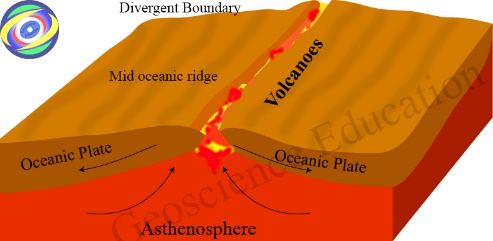 Divergent Boundary
Mid oceanic ridge
Volcanoes
Oceanic Plate
Oceanic Plate
Asthenosphere
Geoscience Education